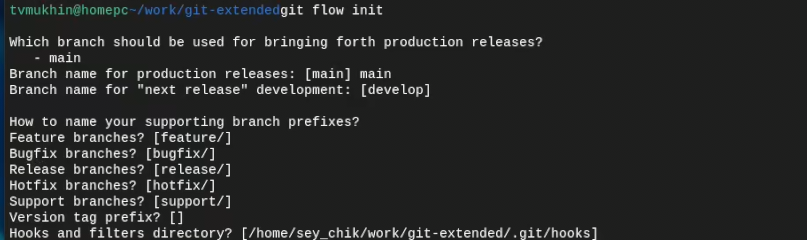 tvmukhin@homepc~/work/git-extendedgit flow init
Which branch should be used for bringing forth production releases?
- main
Branch name for production releases: [main] main
Branch name for "next release" development: [develop]
How to name your supporting branch prefixes?
Feature branches? [feature/]
Bugfix branches? [bugfix/]
Release branches? [release/]
Hotfix branches? [hotfix/]
Support branches? [support/]
Version tag prefix? []
Hooks and filters directory? [/home/sey_chik/work/git-extended/.git/hooks]